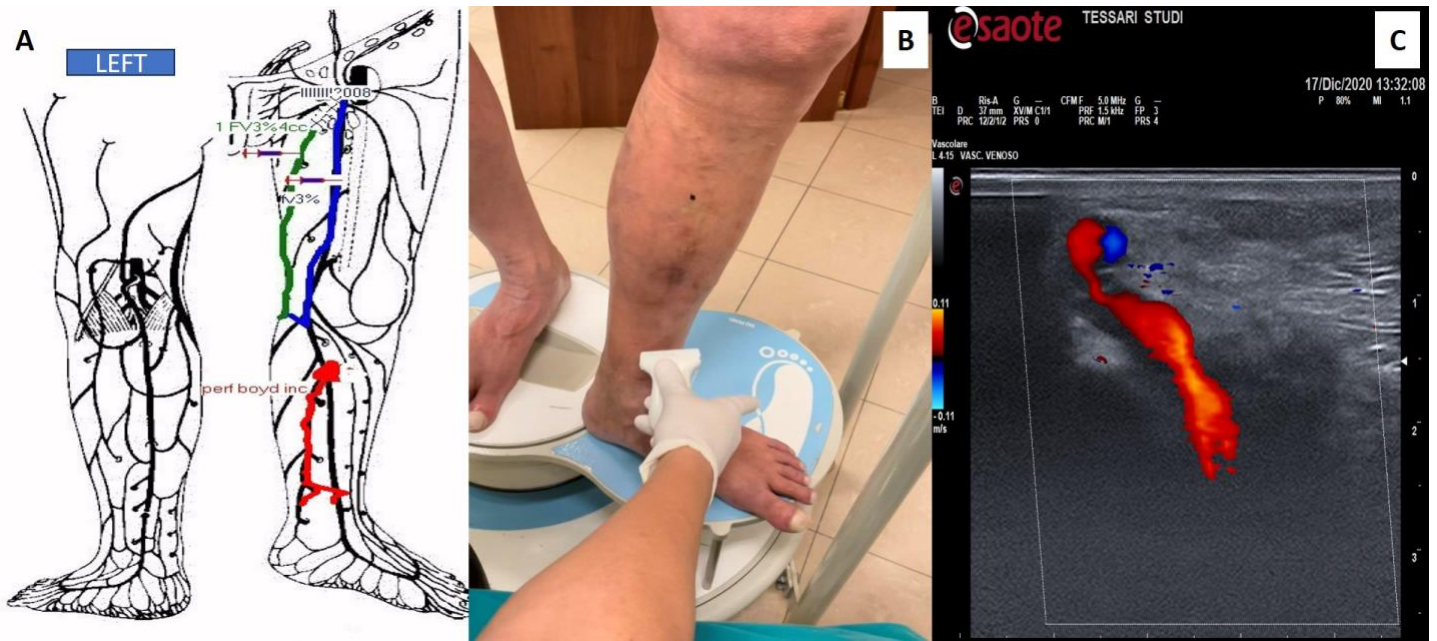 A
LEFT
IIIIIIII2008
1 FV3%4cc
fv3%
perf boyd inc
B
esaote
TESSARI STUDI
C
17/Dic/2020 13:32:08
P 80% MI 1.1
B Ris-A G — CFM F 5.0 MHz G —
TEI D 37 mm XV/M C1/1 PRF 1.5 kHz FP 3
PRC 12/2/1/2 PRS 0 PRC M/1 PRS 4
Vascolare
L 4-15 VASC. VENOSO
e
0
1
2
3
0.11
-0.11
m/s